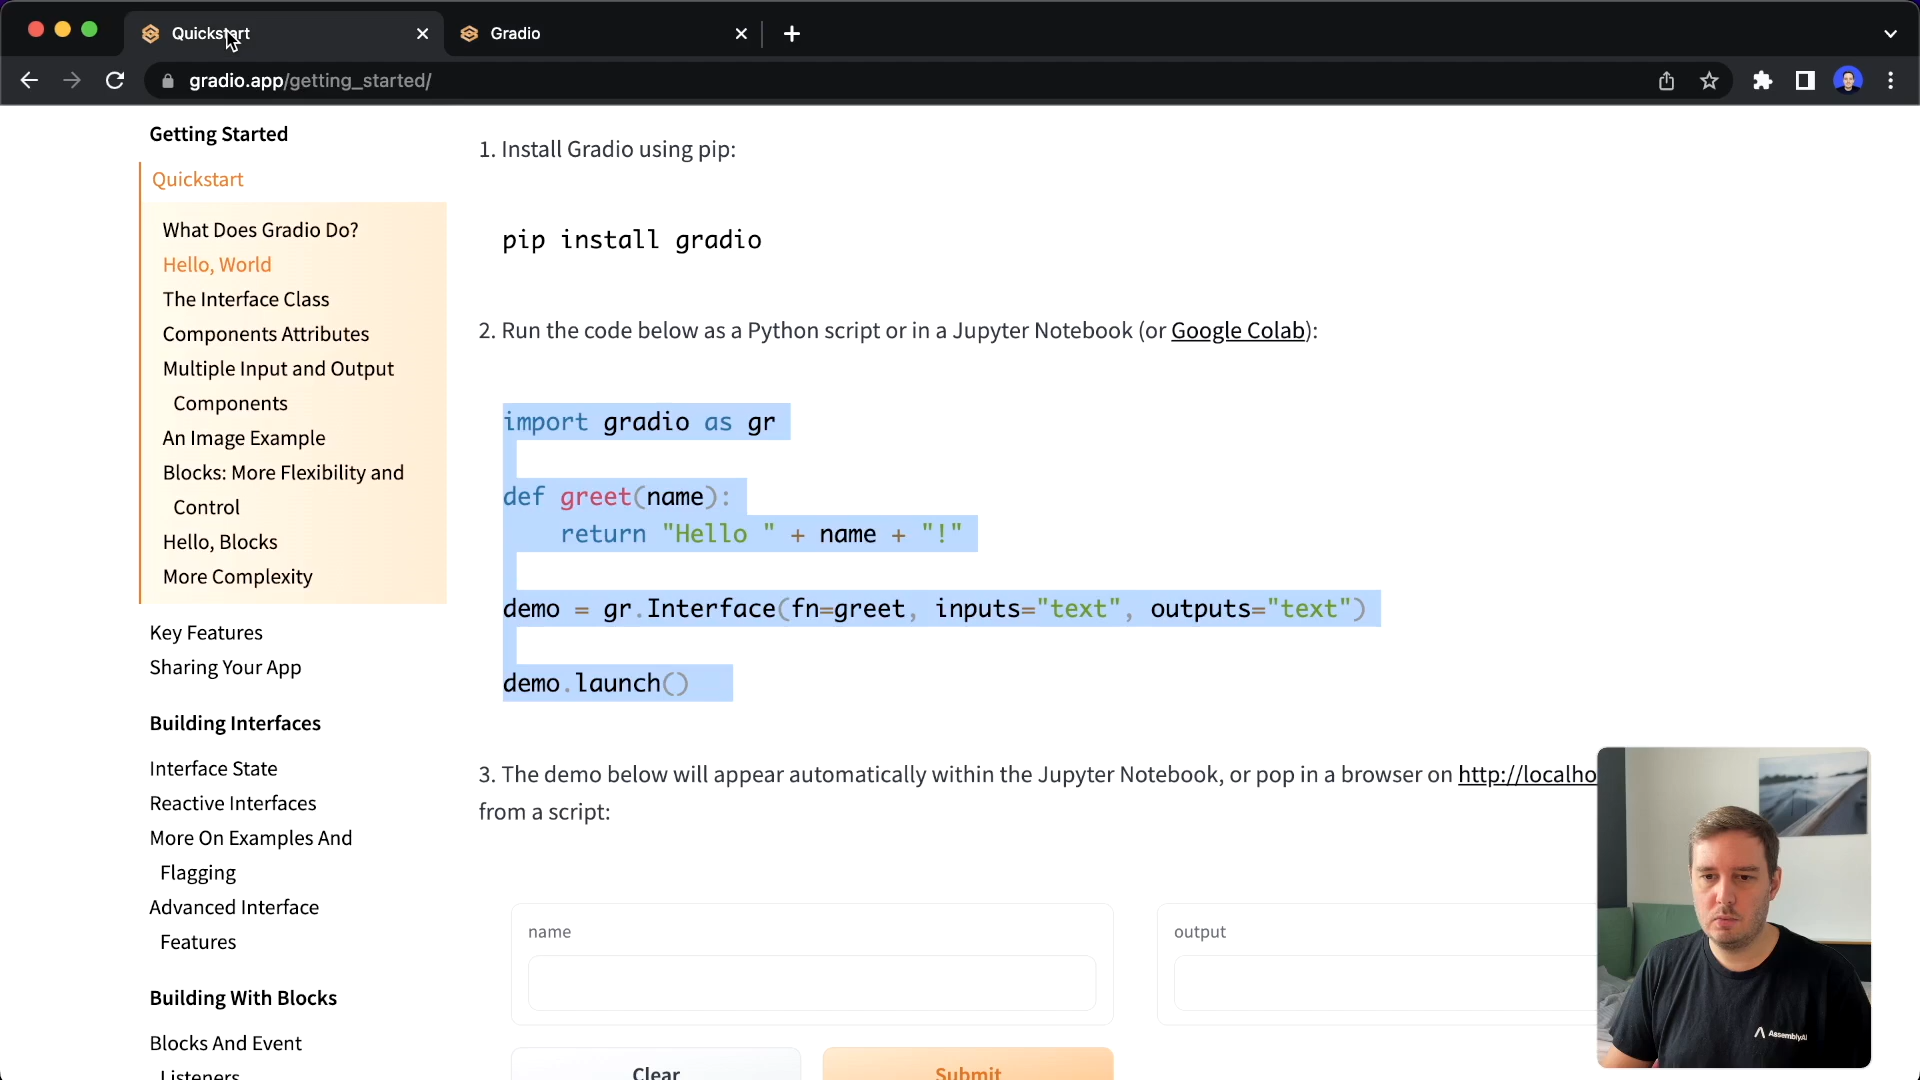 Quickstart
Gradio
gradio.app/getting_started/
Getting Started
Quickstart
What Does Gradio Do?
Hello, World
The Interface Class
Components Attributes
Multiple Input and Output
Components
An Image Example
Blocks: More Flexibility and
Control
Hello, Blocks
More Complexity
Key Features
Sharing Your App
Building Interfaces
Interface State
Reactive Interfaces
More On Examples And
Flagging
Advanced Interface
Features
Building With Blocks
Blocks And Event
Listeners
1. Install Gradio using pip:
pip install gradio
2. Run the code below as a Python script or in a Jupyter Notebook (or Google Colab):
import gradio as gr
def greet(name):
    return "Hello " + name + "!"
demo = gr.Interface(fn=greet, inputs="text", outputs="text")
demo.launch()
3. The demo below will appear automatically within the Jupyter Notebook, or pop in a browser on http://localho
from a script:
name
output
Clear
Submit
AssemblyAI